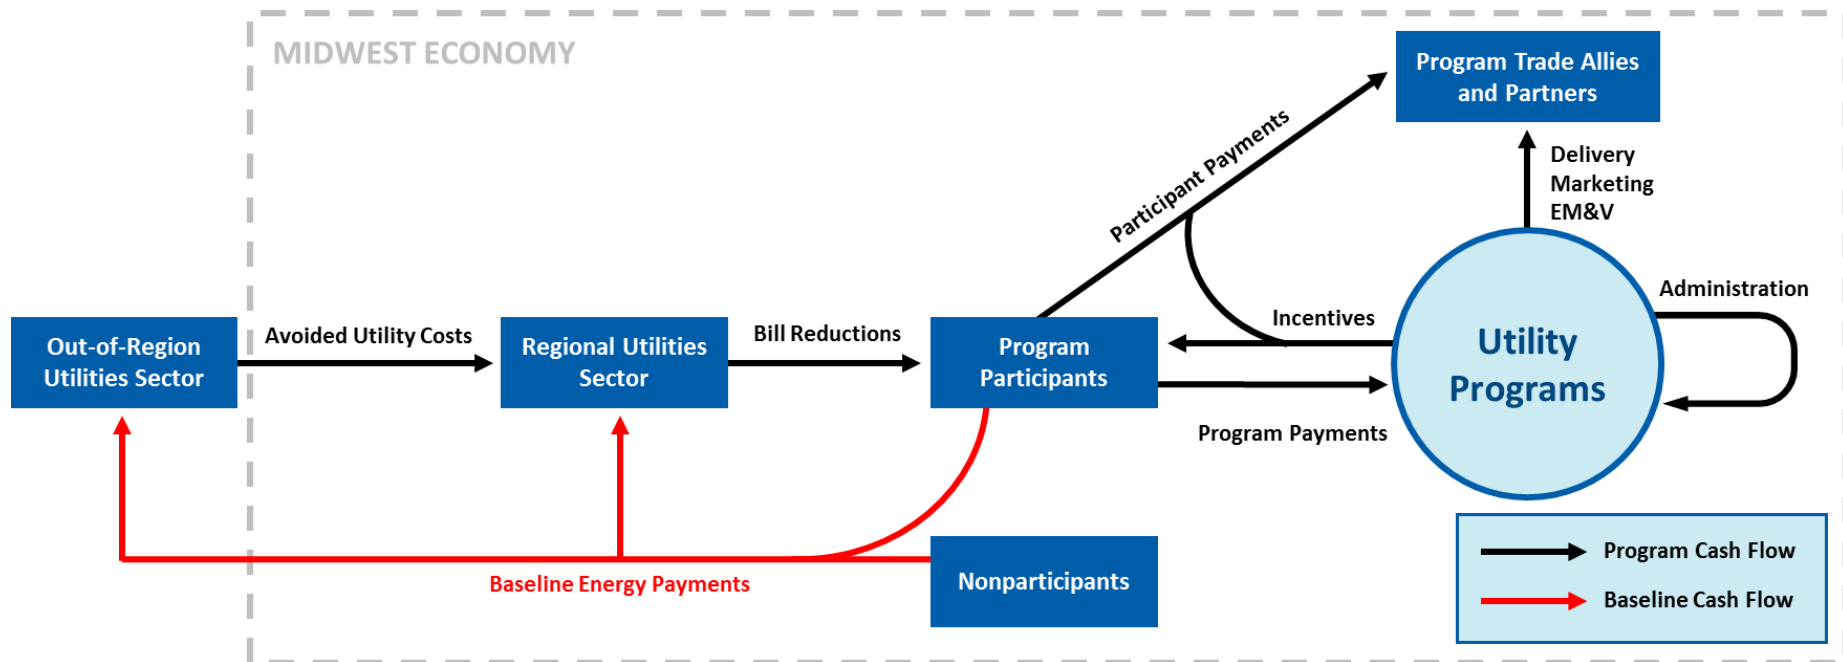 MIDWEST ECONOMY
Program Trade Allies
and Partners
Participant Payments
Delivery
Marketing
EM&V
Administration
Out-of-Region
Utilities Sector
Avoided Utility Costs
Regional Utilities
Sector
Bill Reductions
Program
Participants
Incentives
Utility
Programs
Program Payments
Baseline Energy Payments
Nonparticipants
Program Cash Flow
Baseline Cash Flow